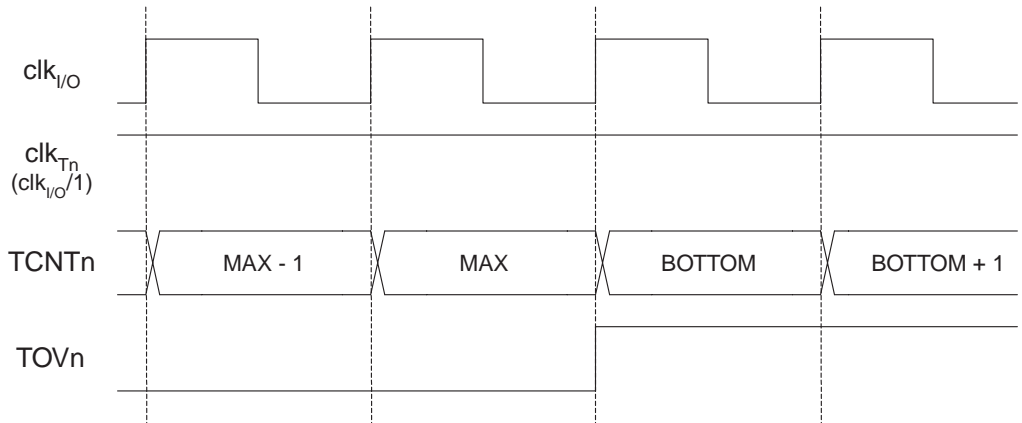 clkI/O
clkTn
(clkI/O/1)
TCNTn MAX - 1 MAX BOTTOM BOTTOM + 1
TOVn